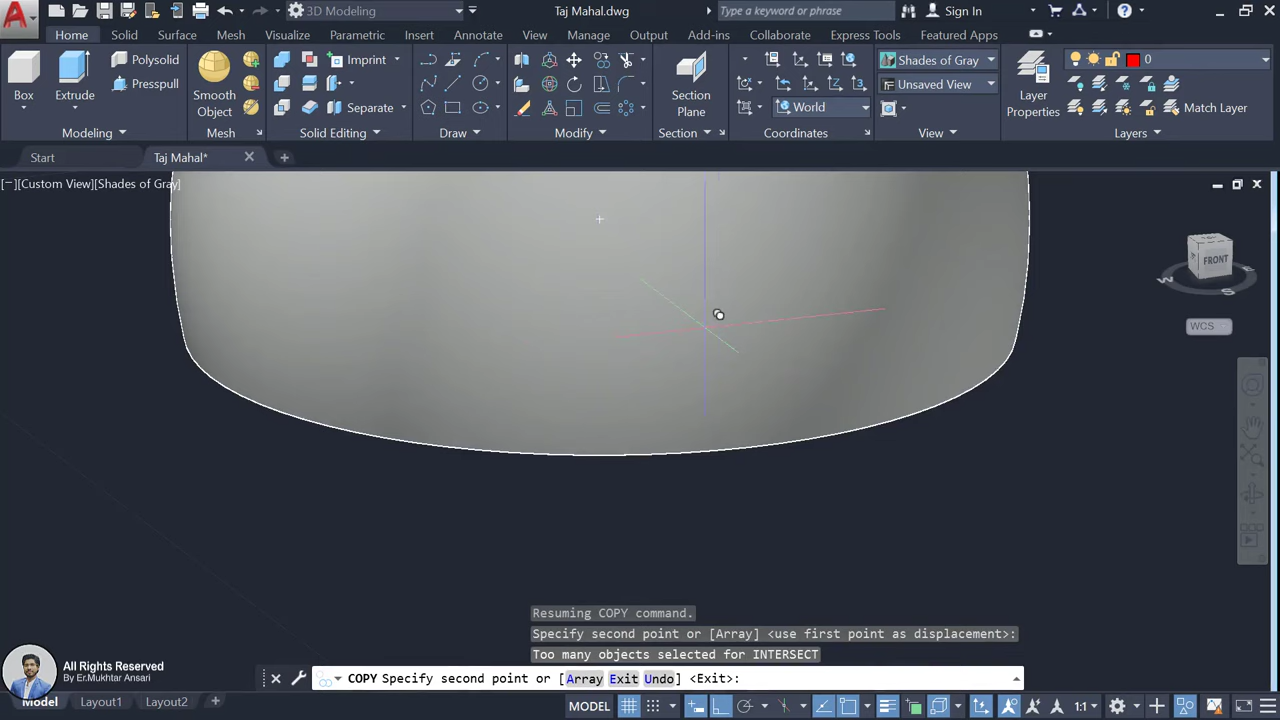 3D Modeling
Taj Mahal.dwg
Type a keyword or phrase
Sign In
Home Solid Surface Mesh Visualize Parametric Insert Annotate View Manage Output Add-ins Collaborate Express Tools Featured Apps
Polysolid
Presspull
Box
Extrude
Smooth
Object
Imprint
Separate
Section
Plane
World
Shades of Gray
Unsaved View
Layer
Properties
0
Match Layer
Modeling Mesh Solid Editing Draw Modify Section Coordinates View Layers
Start
Taj Mahal*
[−][Custom View][Shades of Gray]
FRONT
W
S
E
WCS
Resuming COPY command.
Specify second point or [Array] <use first point as displacement>:
Too many objects selected for INTERSECT
COPY Specify second point or [Array Exit Undo] <Exit>:
All Rights Reserved
By Er.Mukhtar Ansari
Model Layout1 Layout2
MODEL
1:1